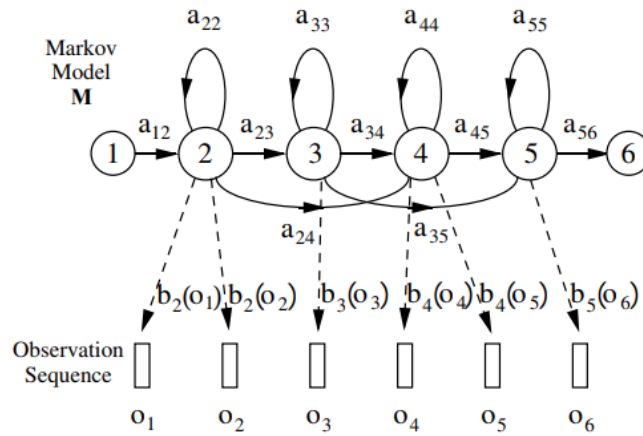 a₂₂ a₃₃ a₄₄ a₅₅
Markov
Model
M
a₁₂ a₂₃ a₃₄ a₄₅ a₅₆
1 2 3 4 5 6
a₂₄ a₃₅
b₂(o₁) b₂(o₂) b₃(o₃) b₄(o₄) b₄(o₅) b₅(o₆)
Observation
Sequence
o₁ o₂ o₃ o₄ o₅ o₆